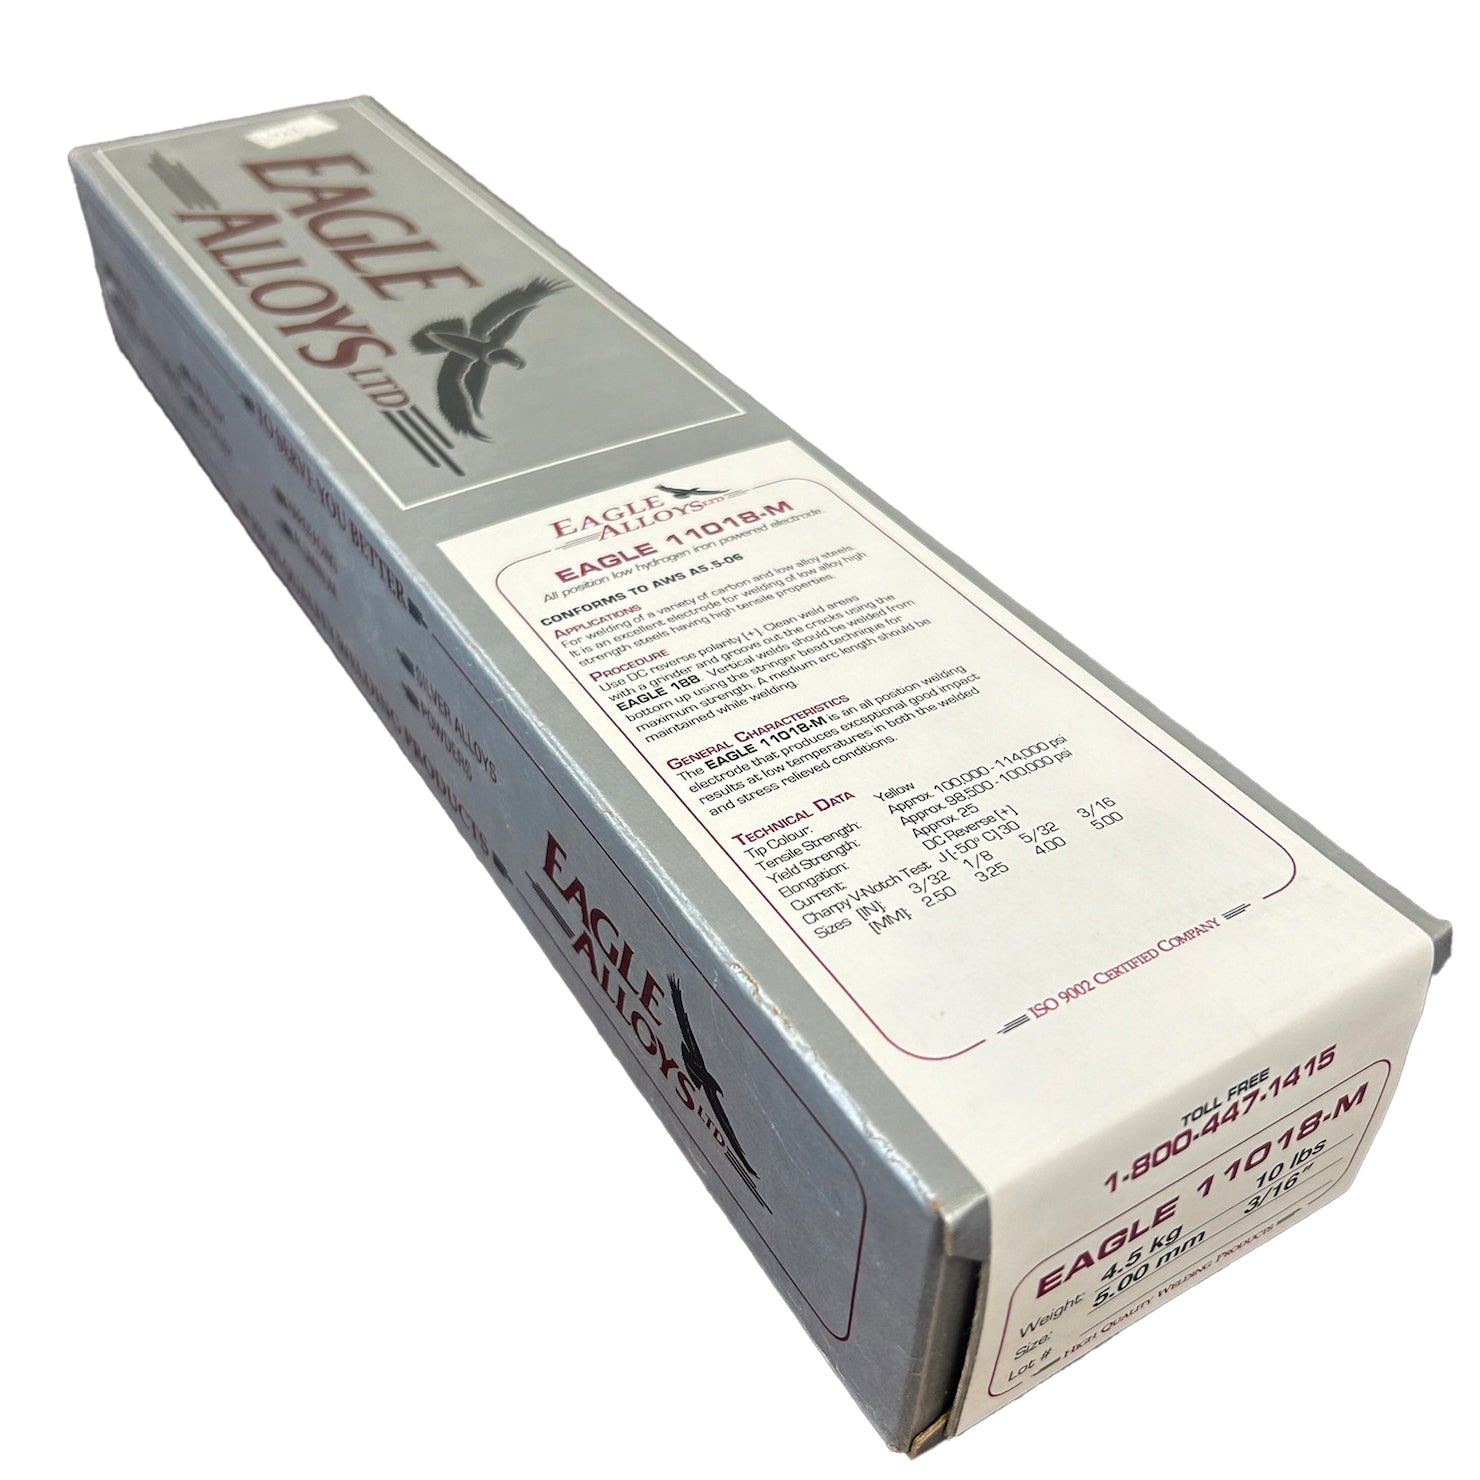 EAGLE
ALLOYS LTD
EAGLE
ALLOYS LTD
EAGLE 11018-M
All position low hydrogen iron powered electrode.
CONFORMS TO AWS A5.5-06
APPLICATIONS
For welding of a variety of carbon and low alloy steels.
It is an excellent electrode for welding of low alloy high
strength steels having high tensile properties.
PROCEDURE
Use DC reverse polarity [+]. Clean weld areas
with a grinder and groove out the cracks using the
EAGLE 188. Vertical welds should be welded from
bottom up using the stringer bead technique for
maximum strength. A medium arc length should be
maintained while welding.
GENERAL CHARACTERISTICS
The EAGLE 11018-M is an all position welding
electrode that produces exceptional good impact
results at low temperatures in both the welded
and stress relieved conditions.
TECHNICAL DATA
Tip Colour: Yellow
Tensile Strength: Approx 100,000 - 114,000 psi
Yield Strength: Approx 98,500 - 100,000 psi
Elongation: Approx 25
Current: DC Reverse [+]
Charpy V-Notch Test J [-50° C] 30
Sizes [IN]: 3/32 1/8 5/32 3/16
[MM]: 2.50 3.25 4.00 5.00
ISO 9002 CERTIFIED COMPANY
TOLL FREE
1-800-447-1415
EAGLE 11018-M
Weight: 4.5 kg 10 lbs
Size: 5.00 mm 3/16"
Lot #
HIGH QUALITY WELDING PRODUCTS
TO SERVE YOU BETTER
SILVER ALLOYS
POWDERS
WELDING PRODUCTS
EAGLE
ALLOYS LTD